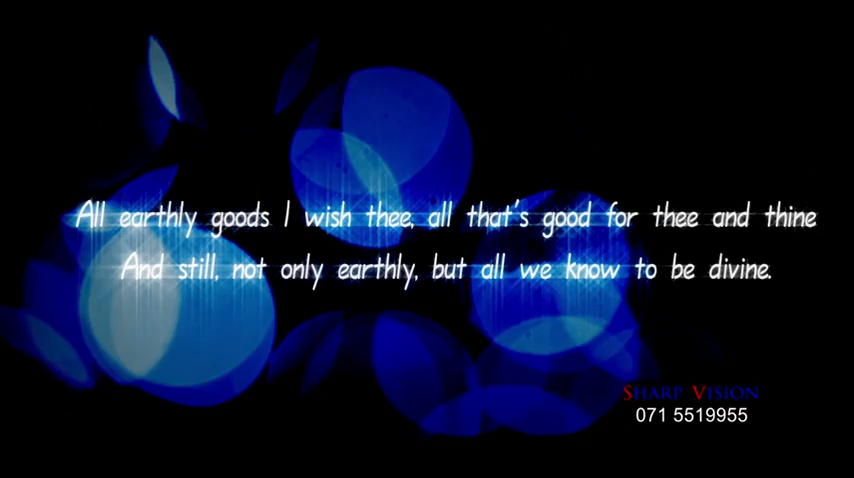 All earthly goods I wish thee, all that's good for thee and thine
And still, not only earthly, but all we know to be divine.
SHARP VISION
071 5519955